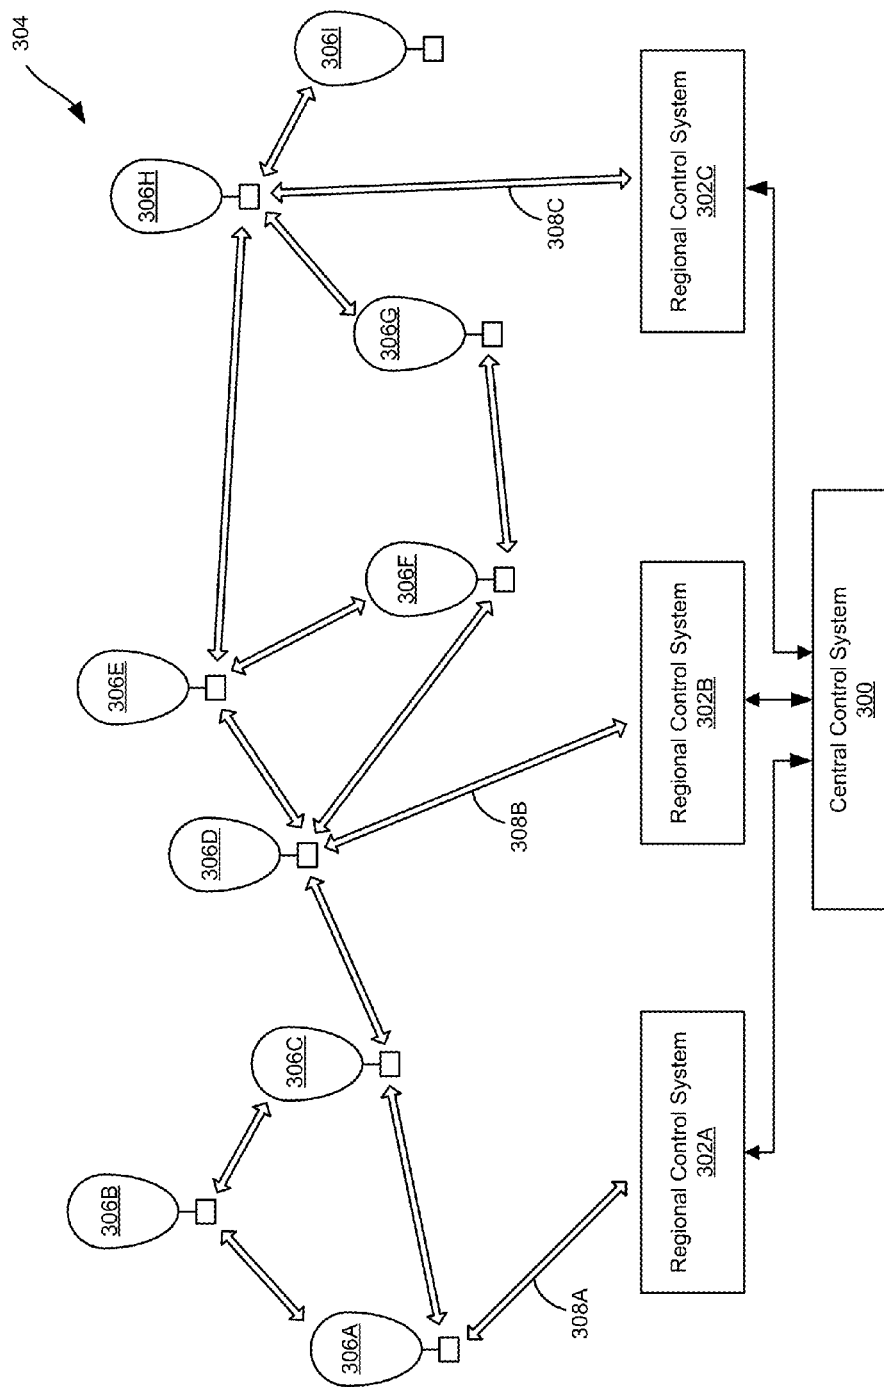 304
306A
306B
306C
306D
306E
306F
306G
306H
306I
308A
308B
308C
Regional Control System
302A
Regional Control System
302B
Regional Control System
302C
Central Control System
300